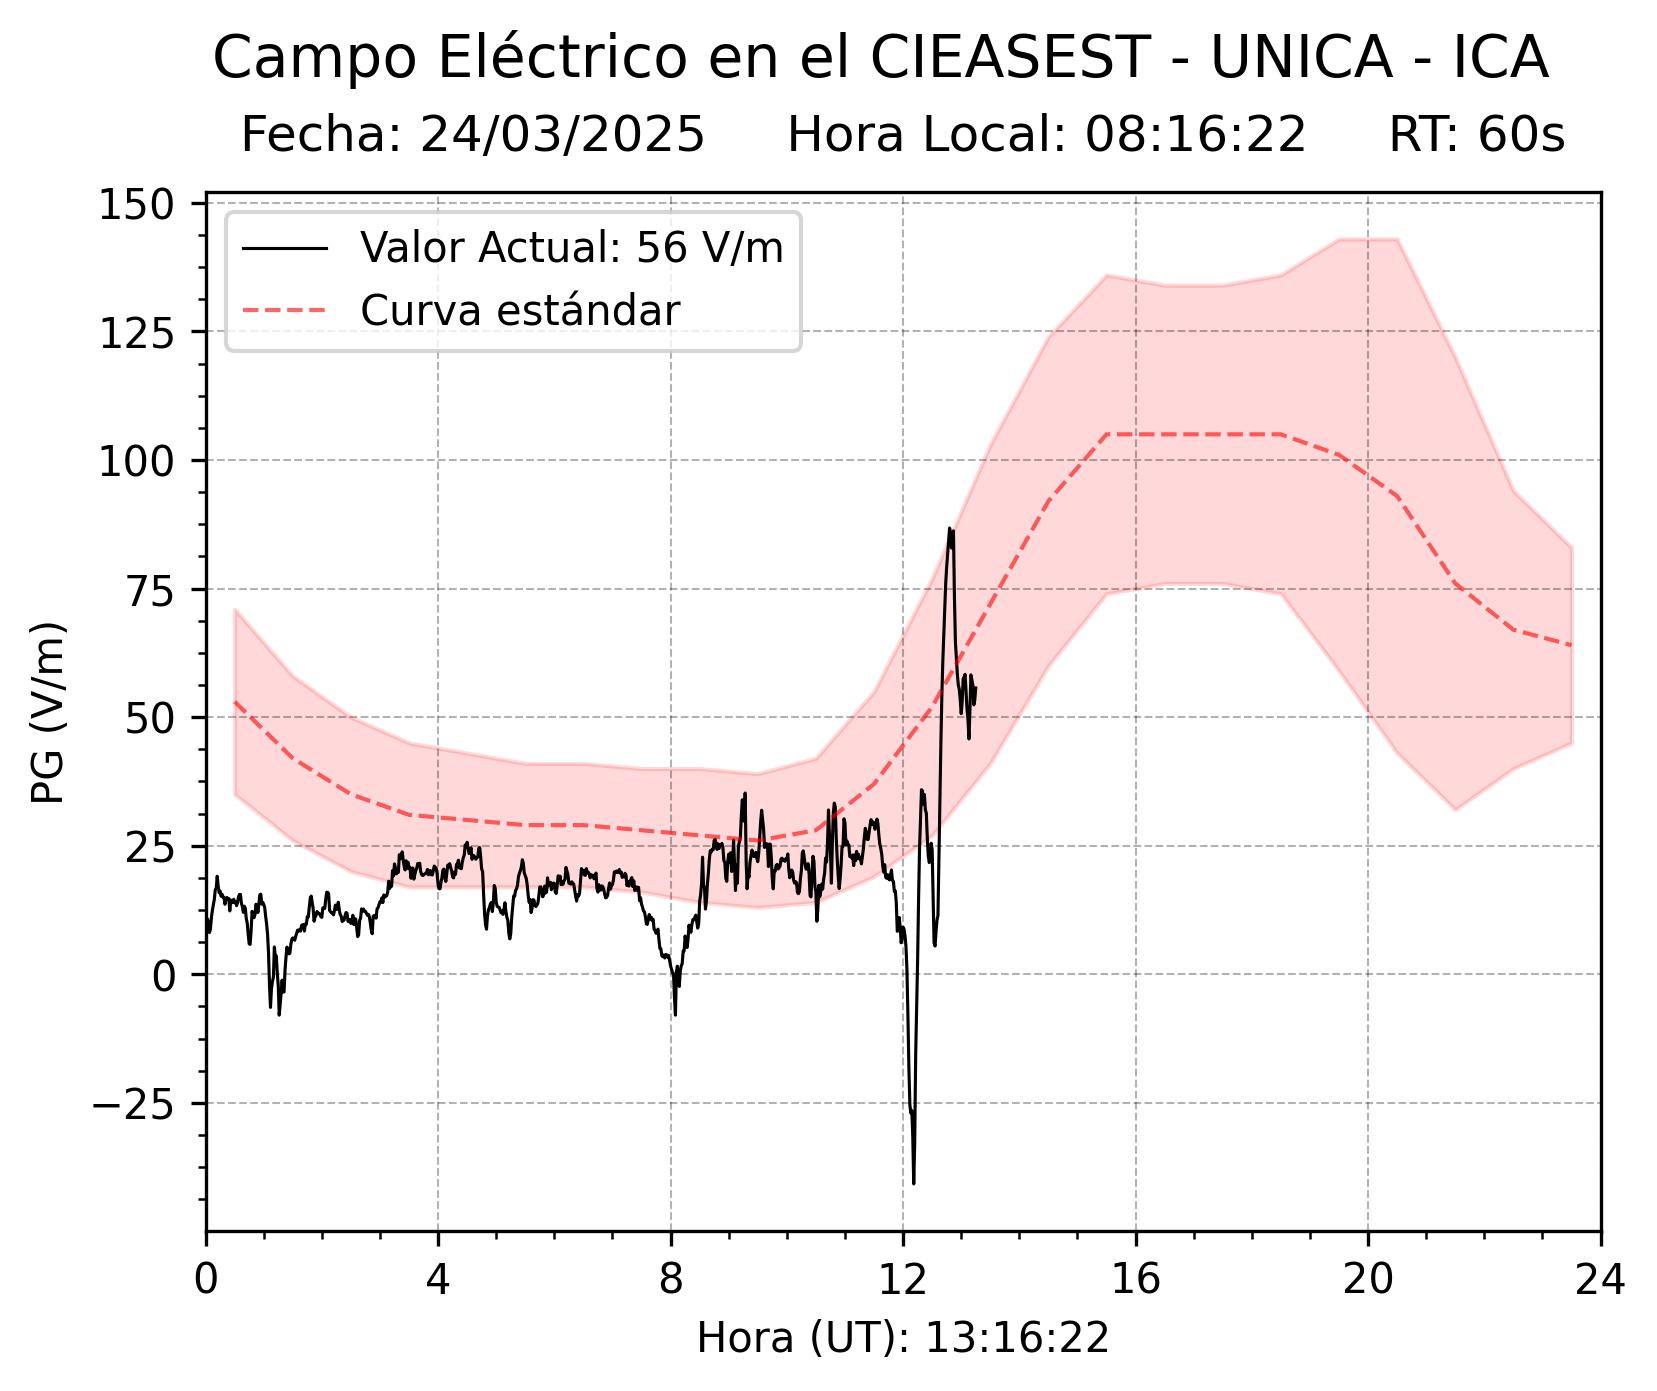 Campo Eléctrico en el CIEASEST - UNICA - ICA
Fecha: 24/03/2025 Hora Local: 08:16:22 RT: 60s
Valor Actual: 56 V/m
Curva estándar
PG (V/m)
150
125
100
75
50
25
0
−25
0 4 8 12 16 20 24
Hora (UT): 13:16:22